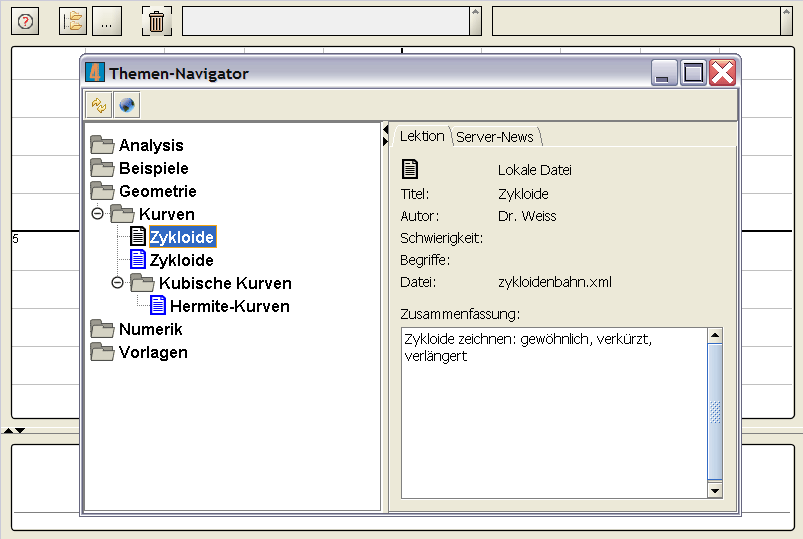 ?
...
4 Themen-Navigator
Analysis
Beispiele
Geometrie
Kurven
Zykloide
Zykloide
Kubische Kurven
Hermite-Kurven
Numerik
Vorlagen
5
Lektion Server-News
Lokale Datei
Titel: Zykloide
Autor: Dr. Weiss
Schwierigkeit:
Begriffe:
Datei: zykloidenbahn.xml
Zusammenfassung:
Zykloide zeichnen: gewöhnlich, verkürzt,
verlängert